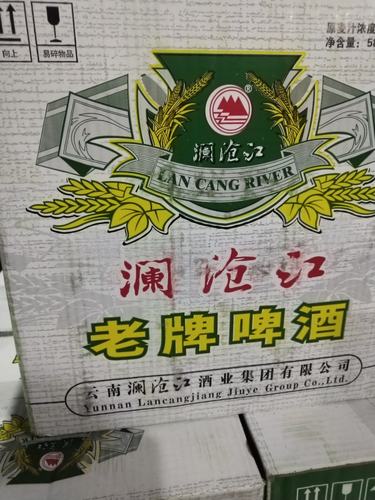 向上
易碎物品
原麦汁浓度
净含量：58
®
澜沧江
LAN CANG RIVER
澜沧江
老牌啤酒
云南澜沧江酒业集团有限公司
Yunnan Lancangjiang Jiuye Group Co.,Ltd.